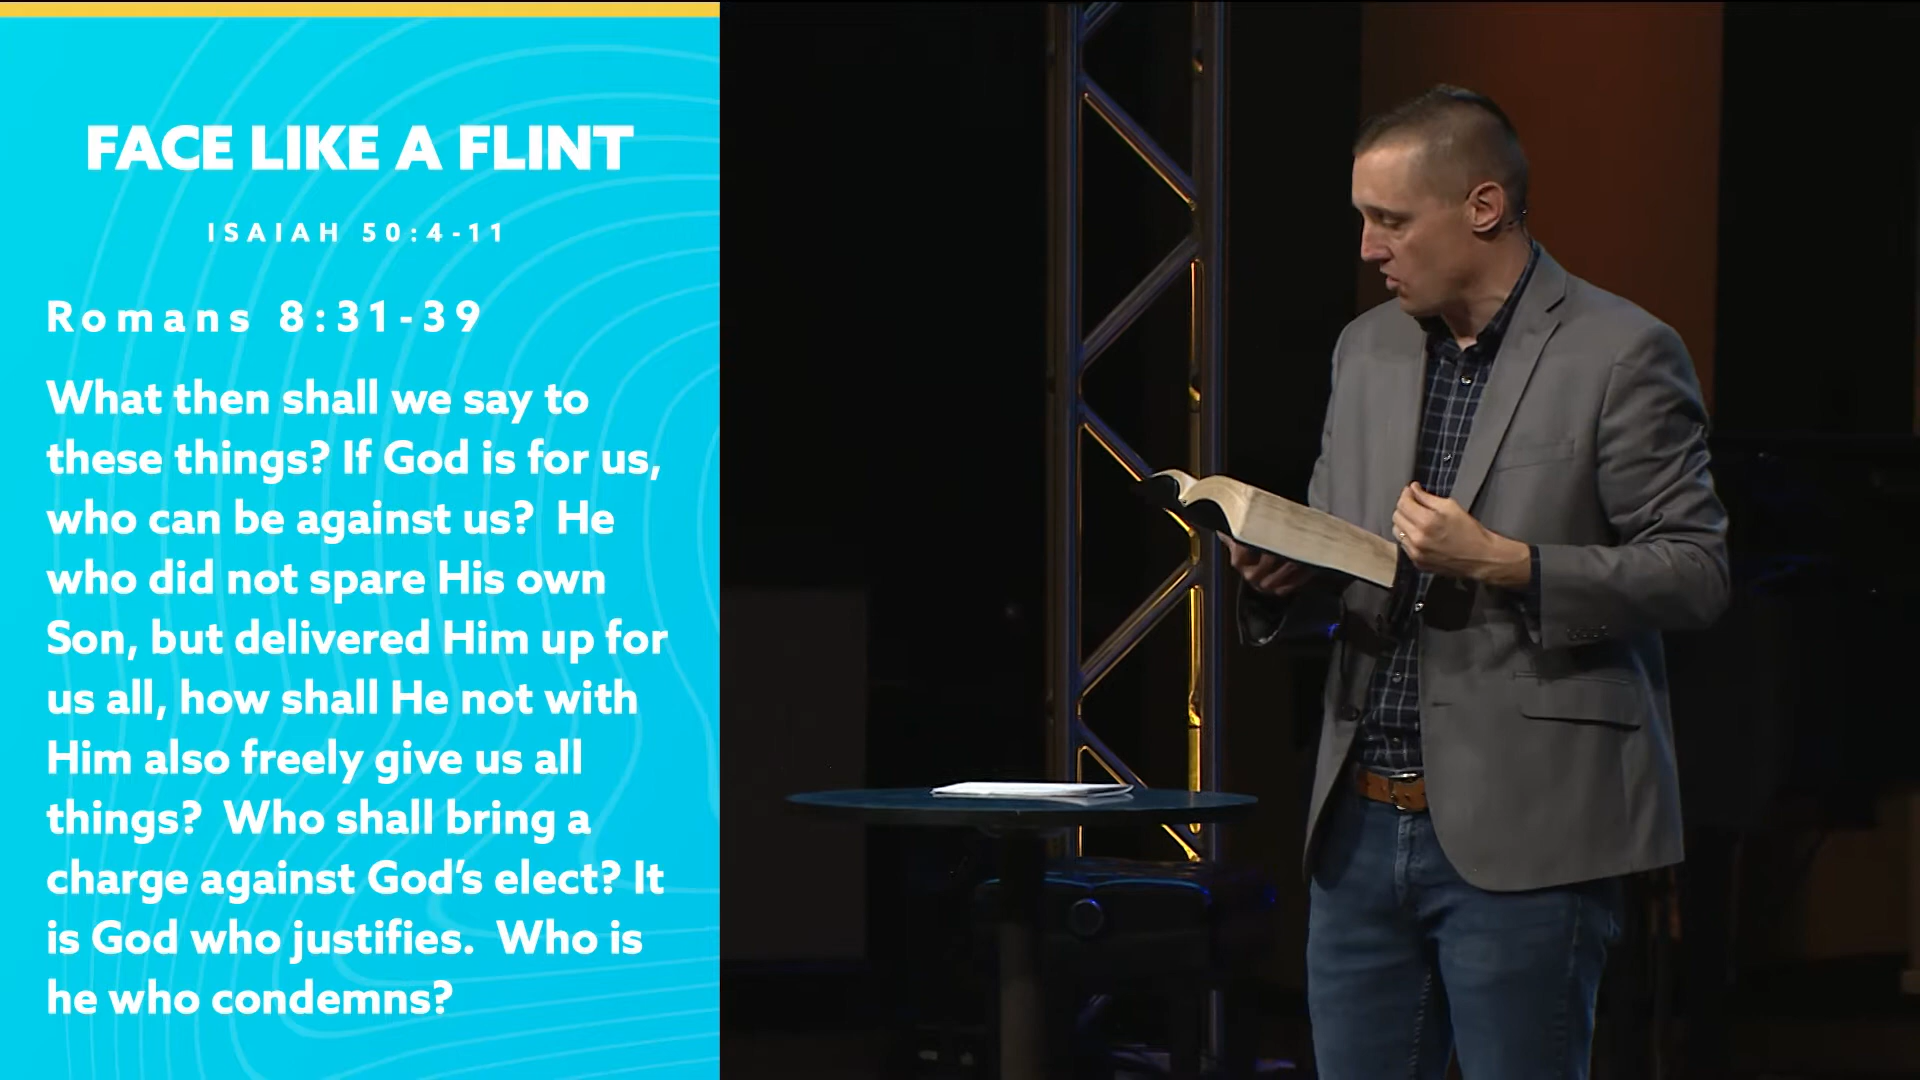 FACE LIKE A FLINT
ISAIAH 50:4-11
Romans 8:31-39
What then shall we say to
these things? If God is for us,
who can be against us?  He
who did not spare His own
Son, but delivered Him up for
us all, how shall He not with
Him also freely give us all
things?  Who shall bring a
charge against God's elect? It
is God who justifies.  Who is
he who condemns?